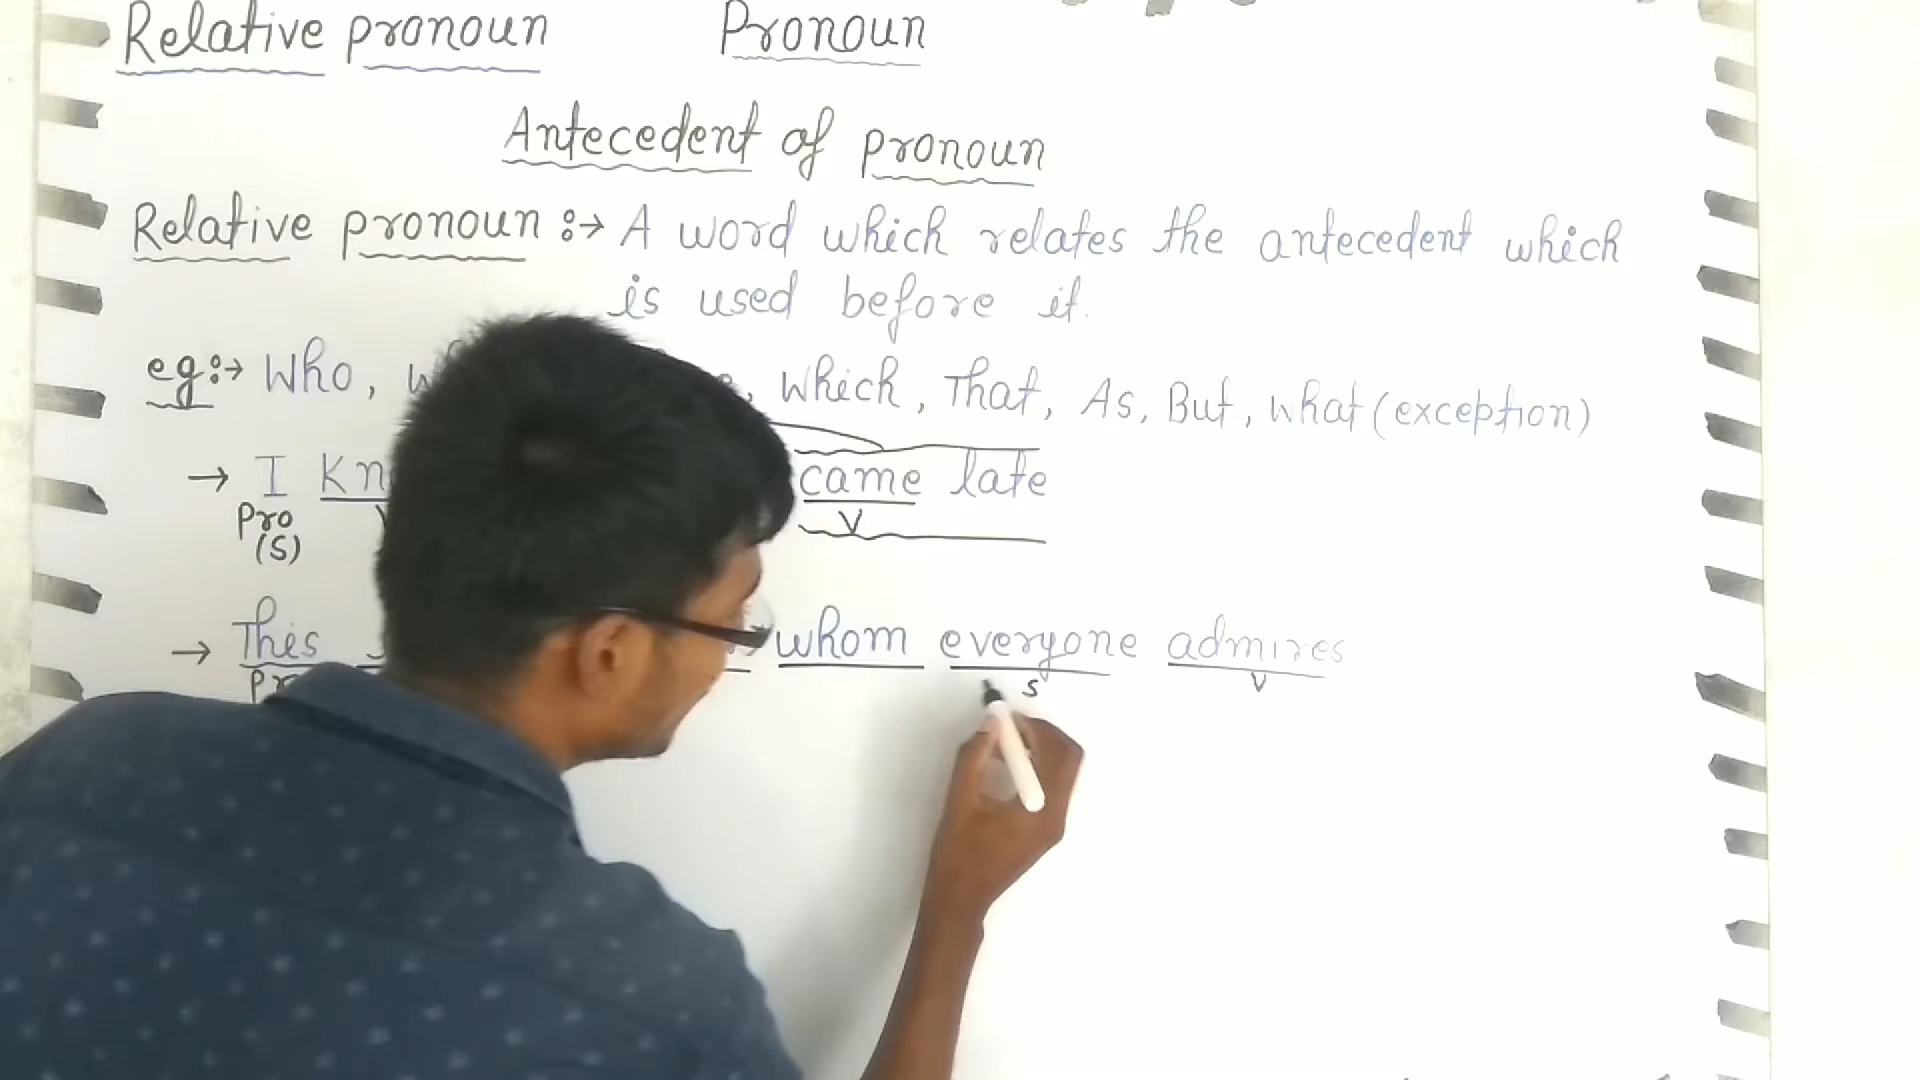 Relative pronoun Pronoun
Antecedent of pronoun
Relative pronoun :→ A word which relates the antecedent which
is used before it.
eg:→ Who, which, That, As, But, what (exception)
→ I came late
Pro V
(S)
→ This whom everyone admires
S V